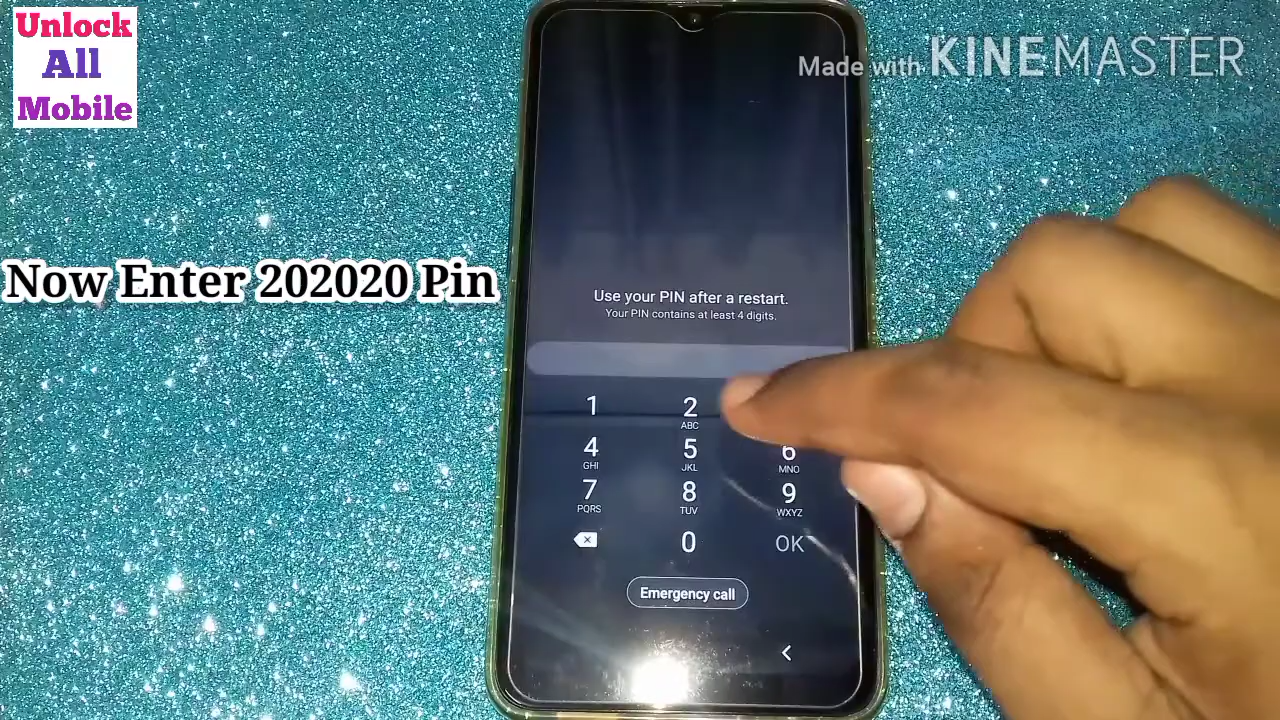 Unlock
All
Mobile
Made with KINEMASTER
Now Enter 202020 Pin
Use your PIN after a restart.
Your PIN contains at least 4 digits.
1
2
ABC
4
GHI
5
JKL
6
MNO
7
PQRS
8
TUV
9
WXYZ
0
OK
Emergency call